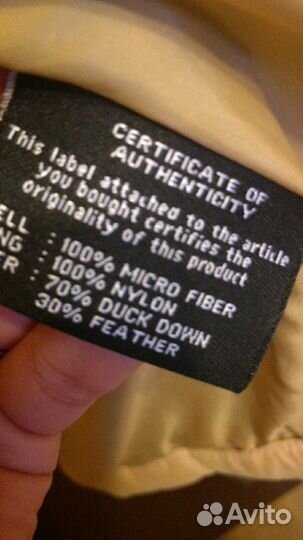 CERTIFICATE OF
AUTHENTICITY
This label attached to the article
you bought certifies the
originality of this product
ELL : 100% MICRO FIBER
NG : 100% NYLON
ER : 70% DUCK DOWN
30% FEATHER
Avito